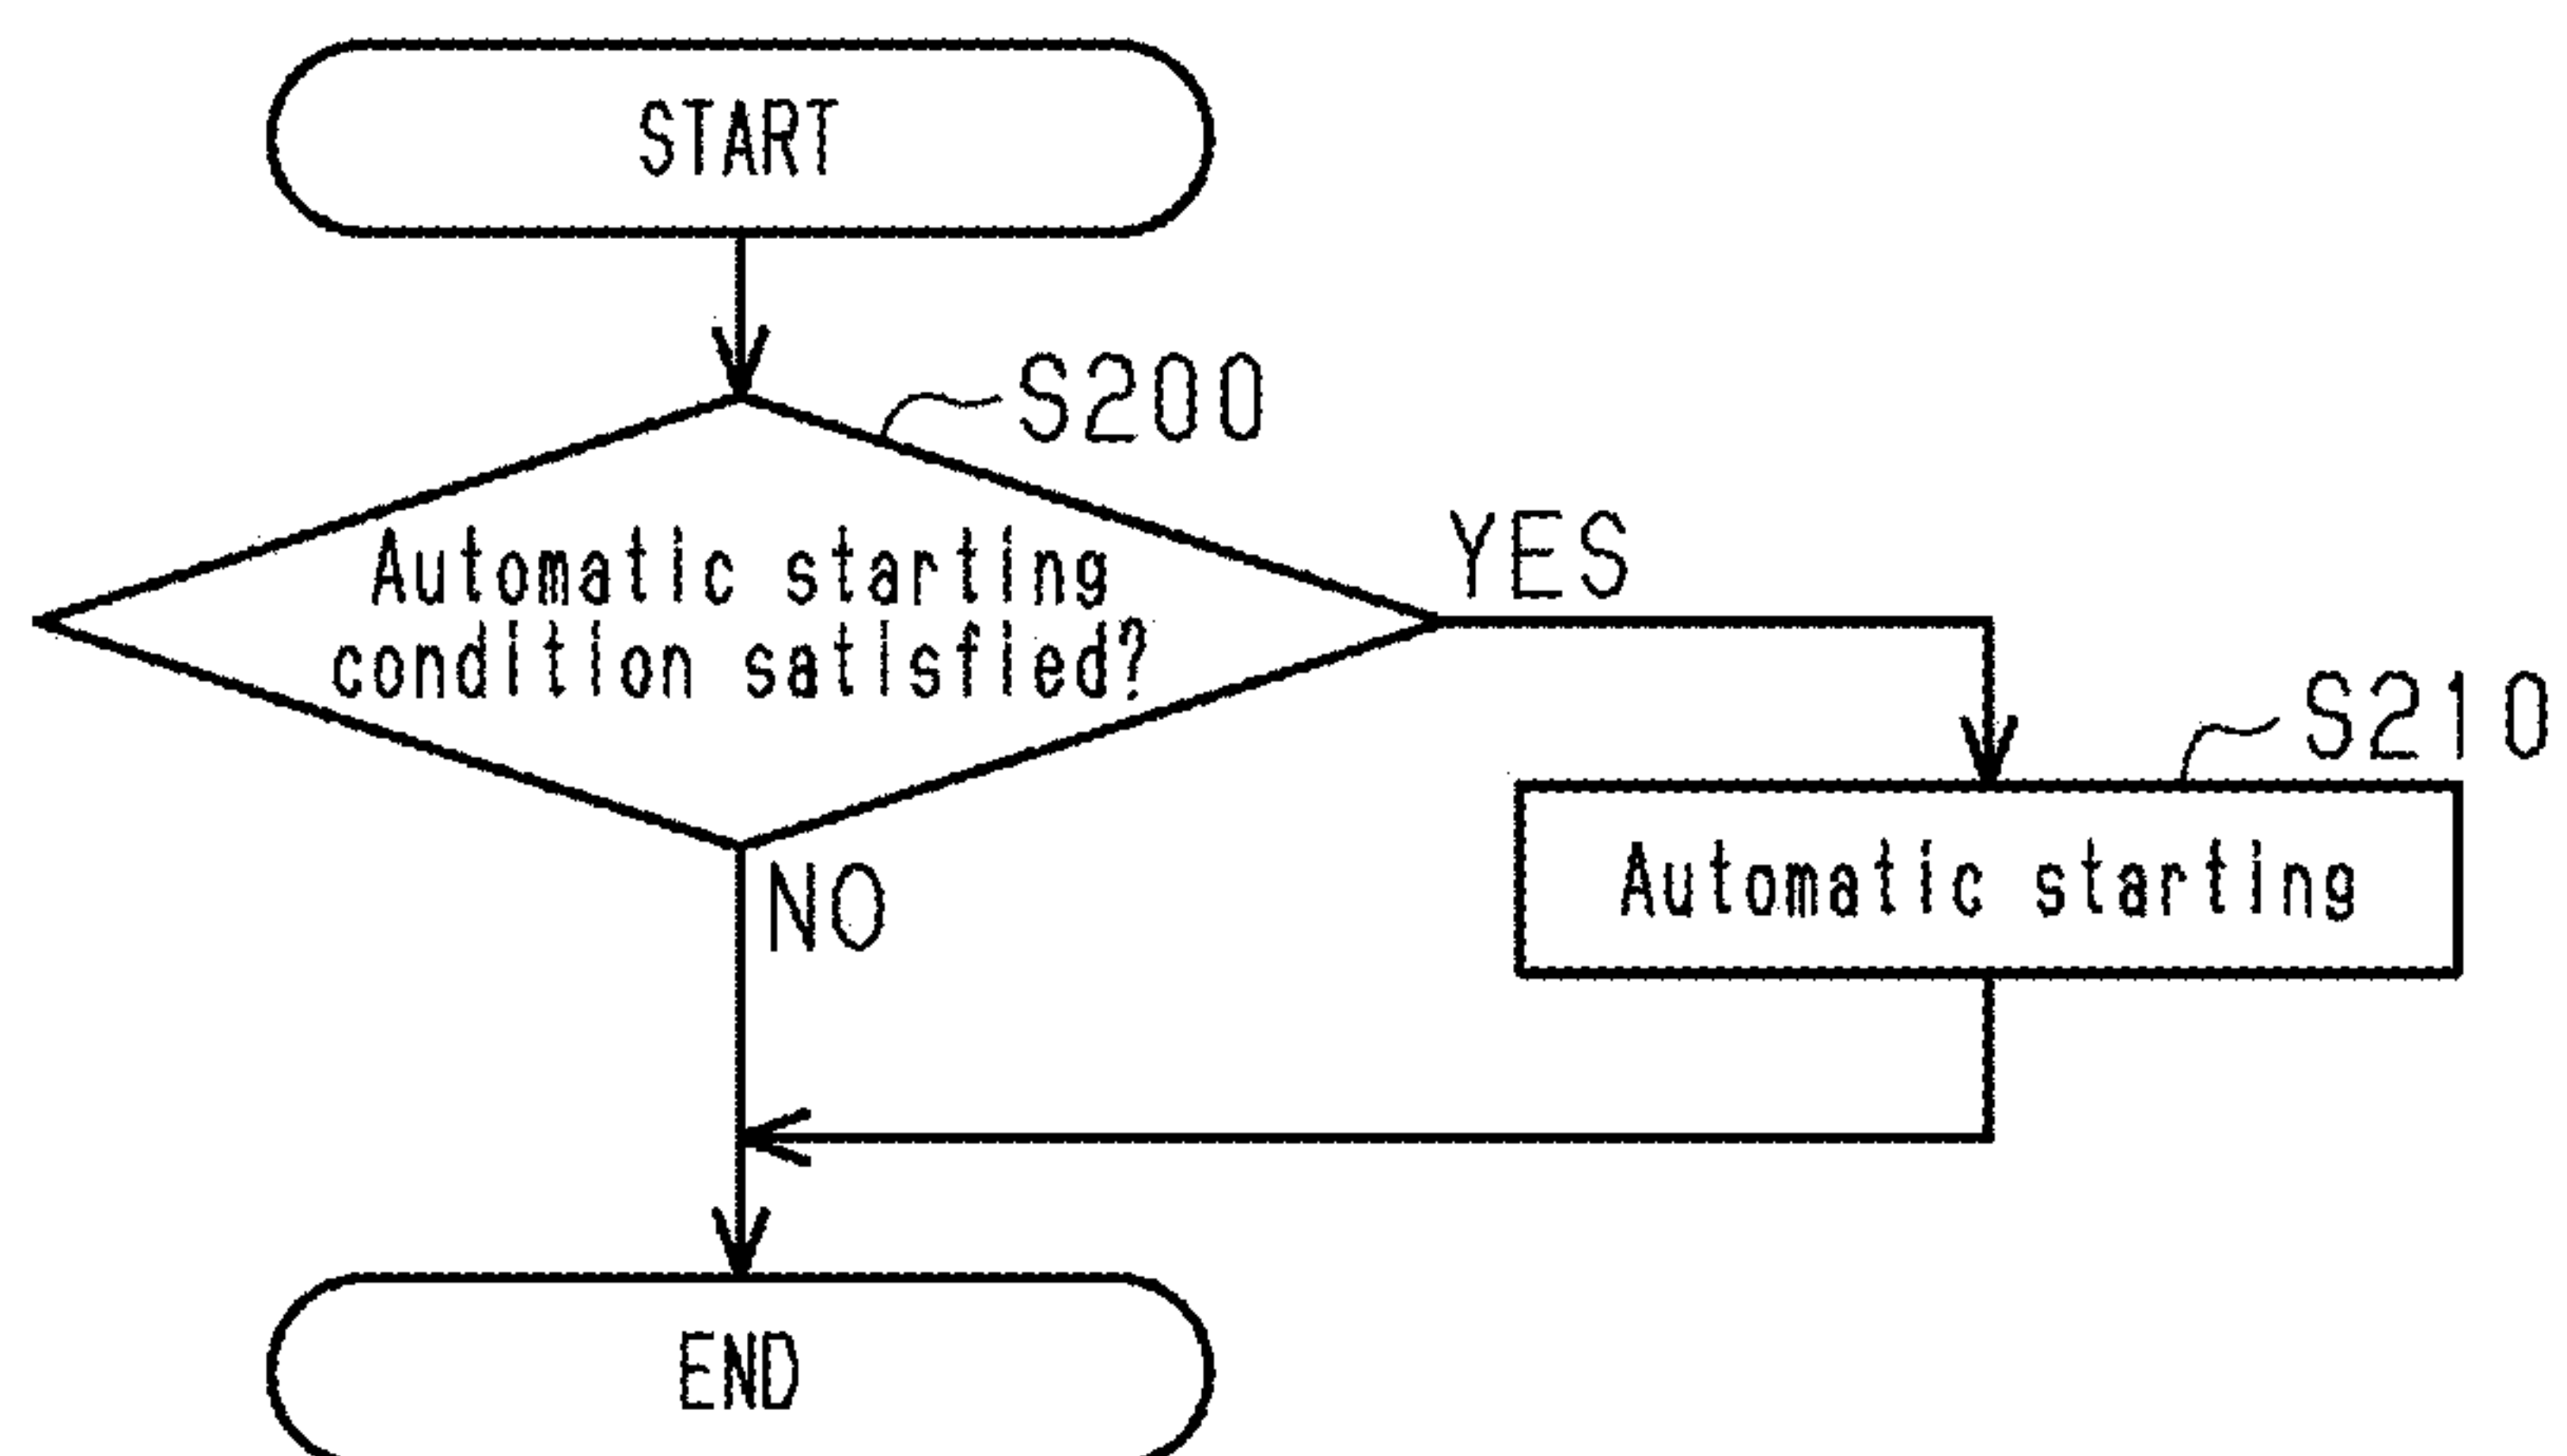 START
S200
Automatic starting
condition satisfied?
YES
S210
Automatic starting
NO
END